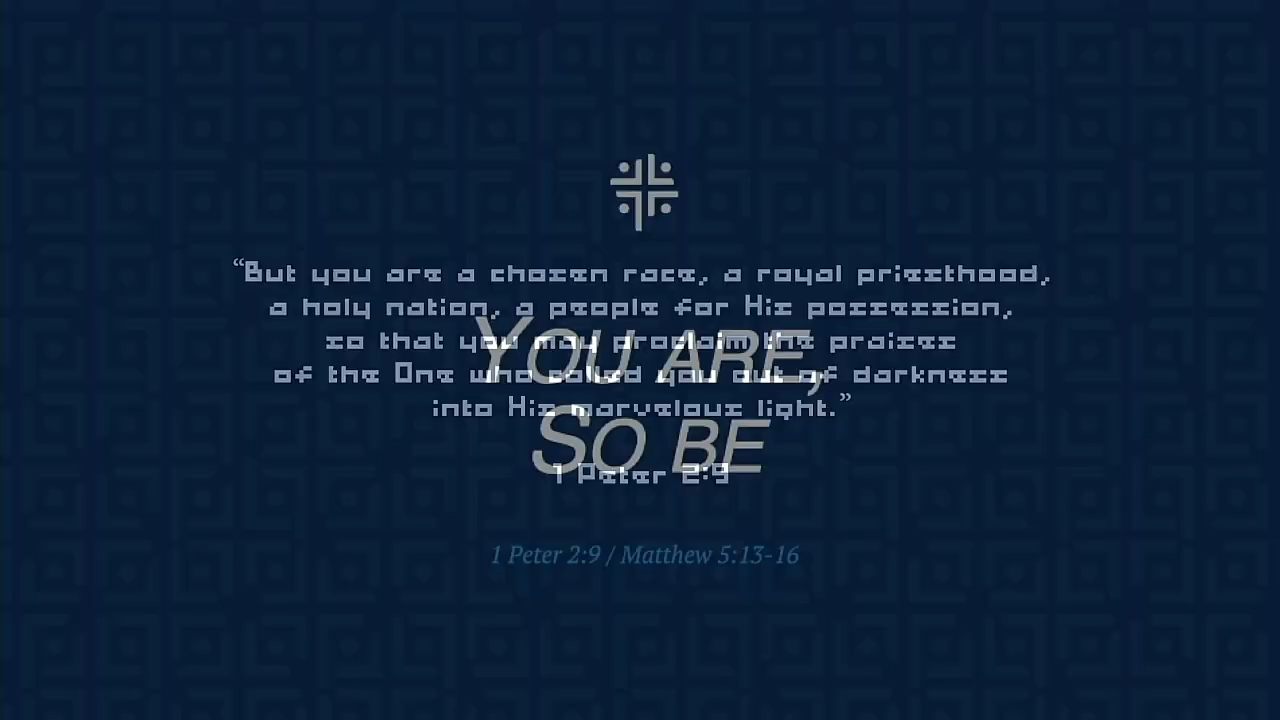 “But you are a chosen race, a royal priesthood,
a holy nation, a people for His possession,
so that you may proclaim the praises
of the One who called you out of darkness
into His marvelous light.”
1 Peter 2:9
YOU ARE,
SO BE
1 Peter 2:9 / Matthew 5:13-16